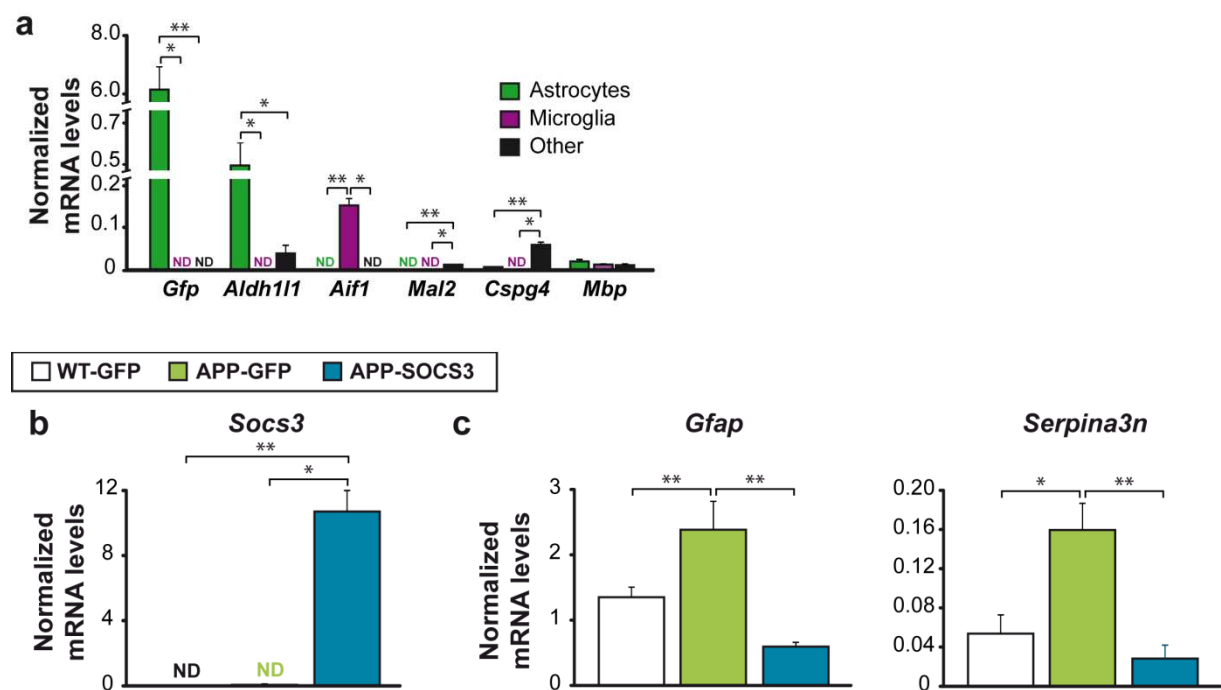 a
Normalized
mRNA levels
8.0
6.0
0.7
0.5
0.2
0.1
0
**
*
*
*
** *
**
*
**
*
Astrocytes
Microglia
Other
ND ND
ND
ND
ND
ND ND
ND
Gfp Aldh1l1 Aif1 Mal2 Cspg4 Mbp
WT-GFP APP-GFP APP-SOCS3
b
Socs3
Normalized
mRNA levels
12
8
4
0
**
*
ND
ND
c
Gfap
Normalized
mRNA levels
3
2
1
0
** **
Serpina3n
0.20
0.16
0.12
0.08
0.04
0
* **